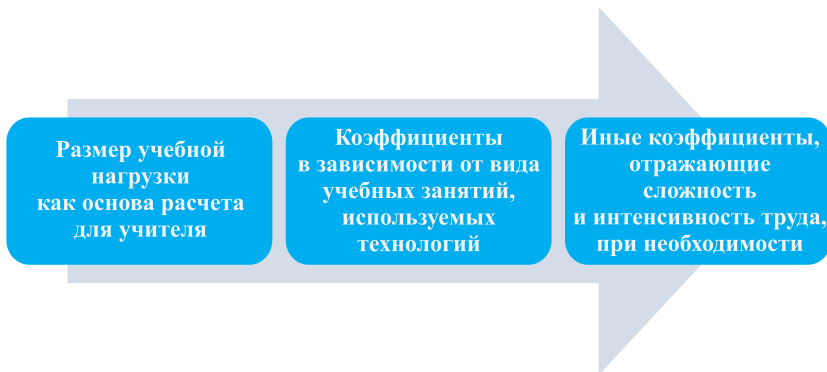 Размер учебной
нагрузки
как основа расчета
для учителя
Коэффициенты
в зависимости от вида
учебных занятий,
используемых
технологий
Иные коэффициенты,
отражающие
сложность
и интенсивность труда,
при необходимости